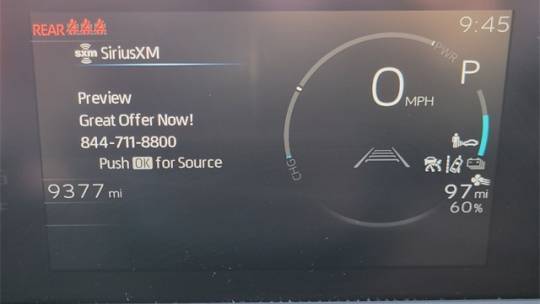 REAR
9:45
sxm SiriusXM
PWR
P
Preview
0 MPH
Great Offer Now!
844-711-8800
Push OK for Source
CHG
9377 mi
97 mi
60%